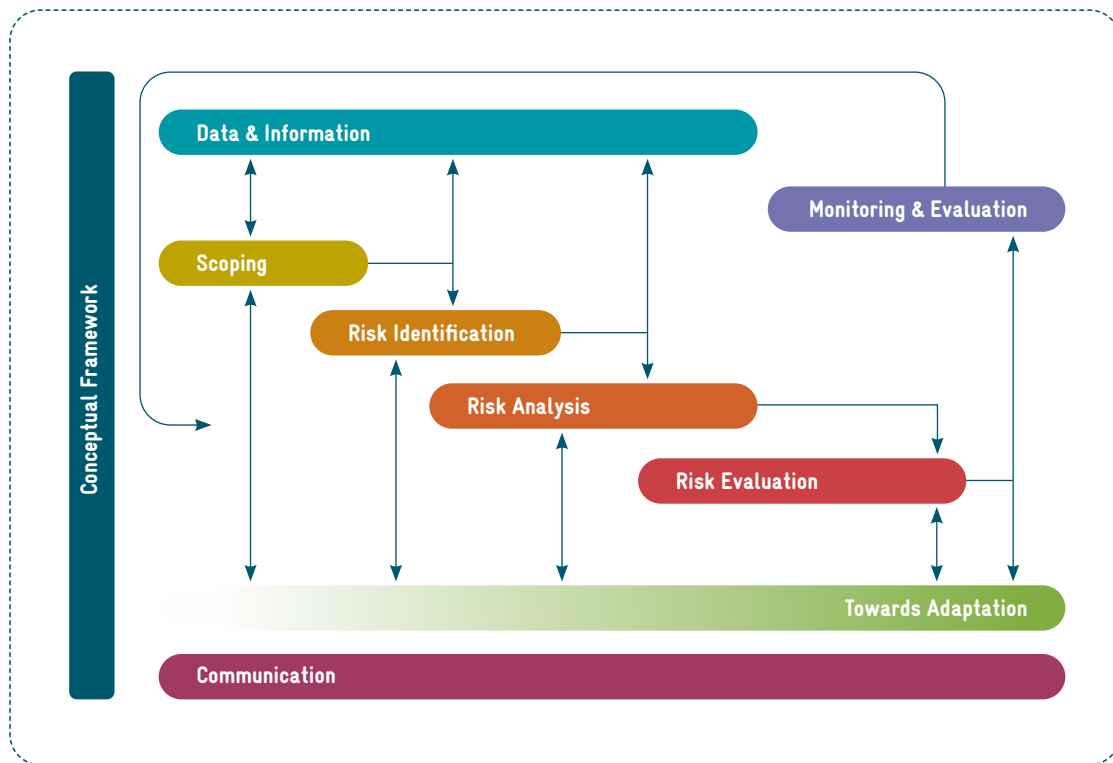 Conceptual Framework
Data & Information
Monitoring & Evaluation
Scoping
Risk Identification
Risk Analysis
Risk Evaluation
Towards Adaptation
Communication